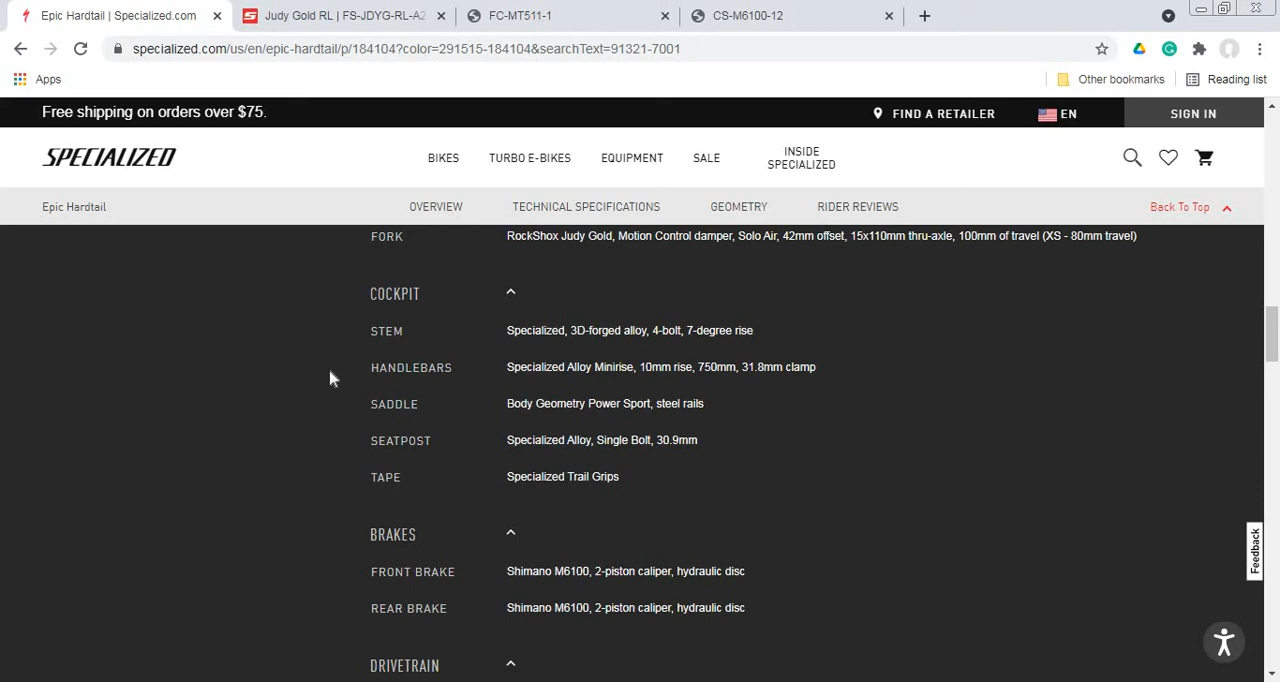 Epic Hardtail | Specialized.com
Judy Gold RL | FS-JDYG-RL-A2
FC-MT511-1
CS-M6100-12
specialized.com/us/en/epic-hardtail/p/184104?color=291515-184104&searchText=91321-7001
Apps
Other bookmarks
Reading list
Free shipping on orders over $75.
FIND A RETAILER
EN
SIGN IN
SPECIALIZED
BIKES
TURBO E-BIKES
EQUIPMENT
SALE
INSIDE
SPECIALIZED
Epic Hardtail
OVERVIEW
TECHNICAL SPECIFICATIONS
GEOMETRY
RIDER REVIEWS
Back To Top
FORK RockShox Judy Gold, Motion Control damper, Solo Air, 42mm offset, 15x110mm thru-axle, 100mm of travel (XS - 80mm travel)
COCKPIT
STEM Specialized, 3D-forged alloy, 4-bolt, 7-degree rise
HANDLEBARS Specialized Alloy Minirise, 10mm rise, 750mm, 31.8mm clamp
SADDLE Body Geometry Power Sport, steel rails
SEATPOST Specialized Alloy, Single Bolt, 30.9mm
TAPE Specialized Trail Grips
BRAKES
FRONT BRAKE Shimano M6100, 2-piston caliper, hydraulic disc
REAR BRAKE Shimano M6100, 2-piston caliper, hydraulic disc
DRIVETRAIN
Feedback